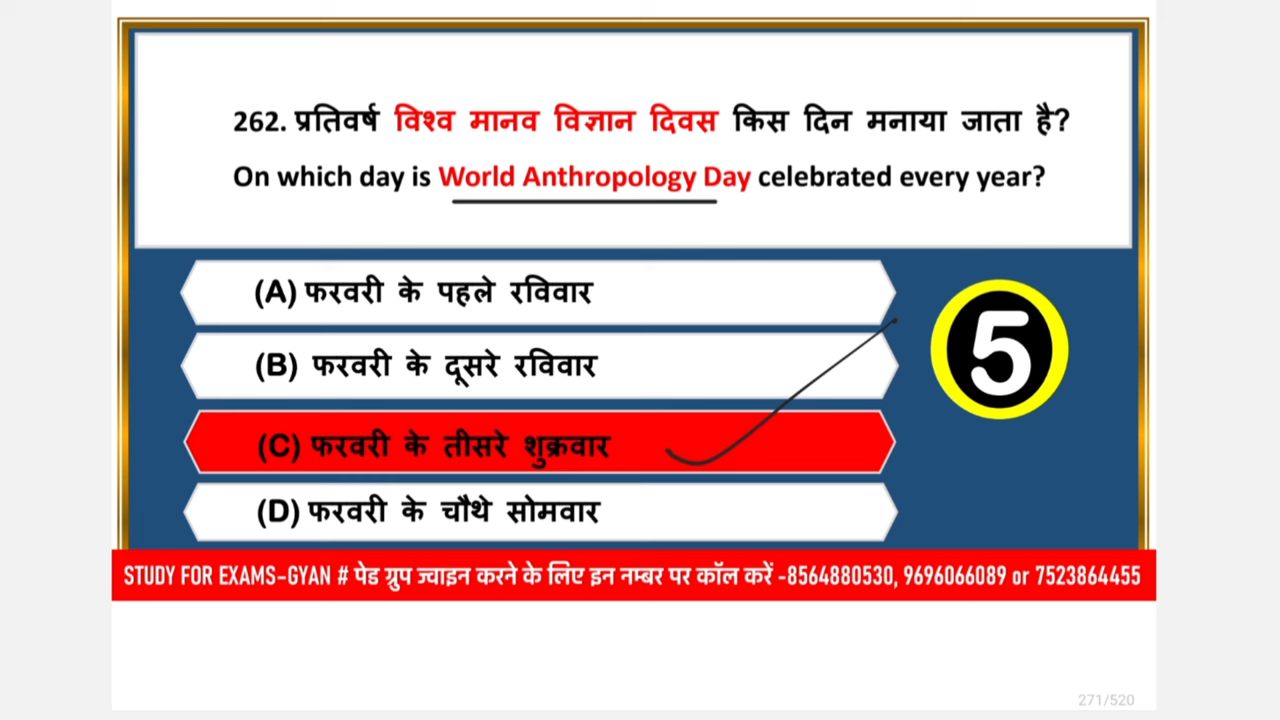 262. प्रतिवर्ष विश्व मानव विज्ञान दिवस किस दिन मनाया जाता है?
On which day is World Anthropology Day celebrated every year?
(A) फरवरी के पहले रविवार
(B) फरवरी के दूसरे रविवार
5
(C) फरवरी के तीसरे शुक्रवार
(D) फरवरी के चौथे सोमवार
STUDY FOR EXAMS-GYAN # पेड ग्रुप ज्वाइन करने के लिए इन नम्बर पर कॉल करें -8564880530, 9696066089 or 7523864455
271/520